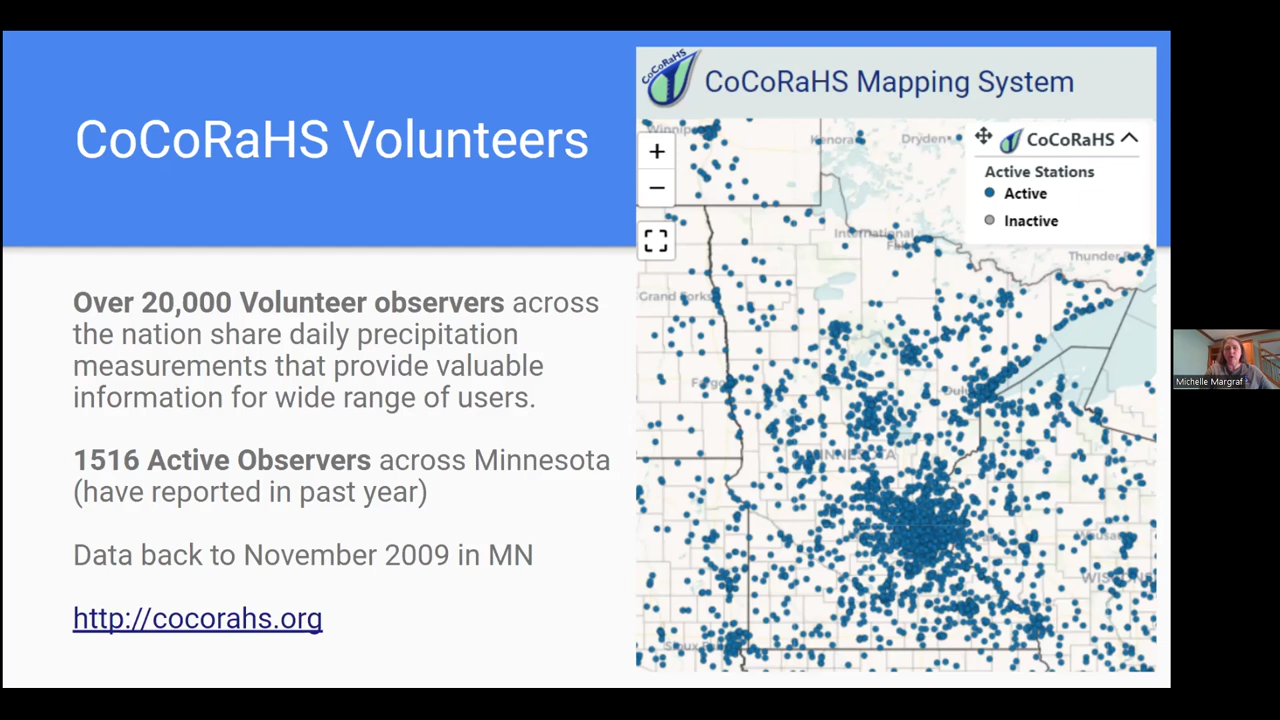 CoCoRaHS Volunteers
Over 20,000 Volunteer observers across
the nation share daily precipitation
measurements that provide valuable
information for wide range of users.
1516 Active Observers across Minnesota
(have reported in past year)
Data back to November 2009 in MN
http://cocorahs.org
CoCoRaHS
CoCoRaHS Mapping System
Winnipeg
Kenora
Dryden
+
−
CoCoRaHS
Active Stations
Active
Inactive
International
Falls
Thunder Bay
Grand Forks
Fargo
MINNESOTA
Michelle Margraf